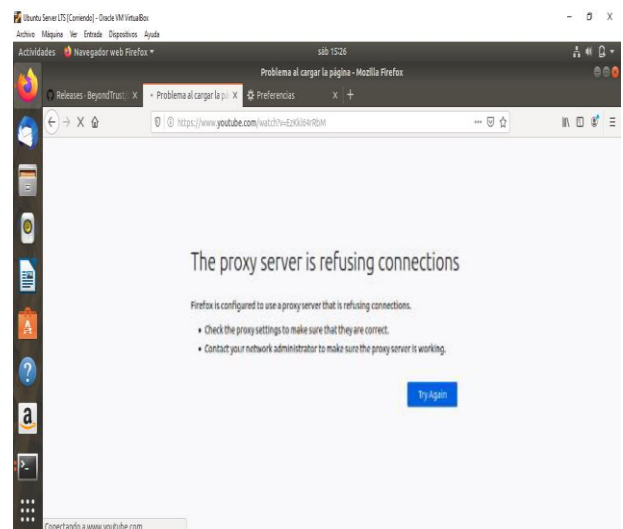 Ubuntu Server LTS [Corriendo] - Oracle VM VirtualBox
Archivo Máquina Ver Entrada Dispositivos Ayuda
Actividades Navegador web Firefox sáb 15:26
Problema al cargar la página - Mozilla Firefox
Releases · BeyondTrust Problema al cargar la pá Preferencias
https://www.youtube.com/watch?v=
The proxy server is refusing connections
Firefox is configured to use a proxy server that is refusing connections.
• Check the proxy settings to make sure that they are correct.
• Contact your network administrator to make sure the proxy server is working.
Try Again
Conectando a www.youtube.com